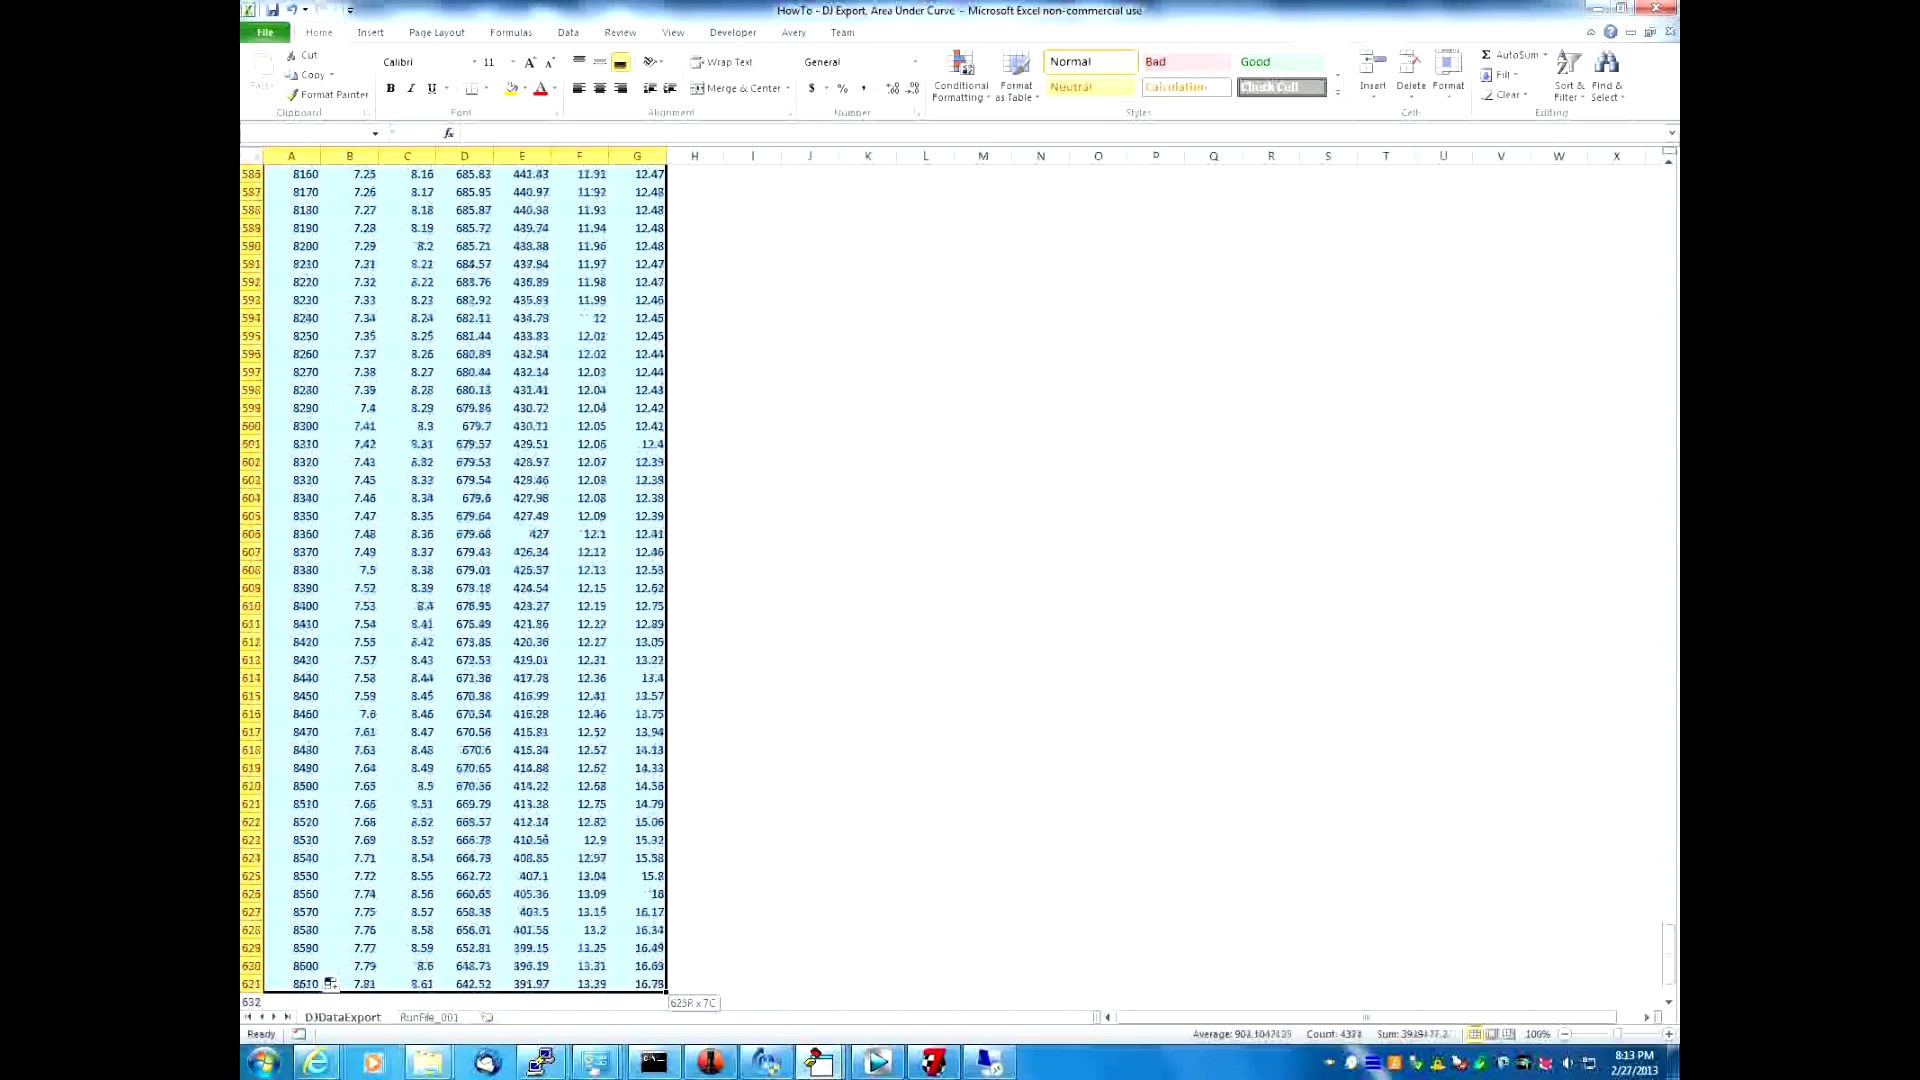 HowTo - DJ Export, Area Under Curve - Microsoft Excel non-commercial use
File Home Insert Page Layout Formulas Data Review View Developer Avery Team
Cut
Copy
Format Painter
Paste
Clipboard
Calibri 11
B I U
Font
Wrap Text
Merge & Center
Alignment
General
$ % ,
Number
Conditional Formatting
Format as Table
Normal Bad Good
Neutral Calculation Check Cell
Styles
Insert Delete Format
Cells
AutoSum
Fill
Clear
Sort & Filter
Find & Select
Editing
fx
A B C D E F G H I J K L M N O P Q R S T U V W X
586 8160 7.25 8.16 685.83 11.91 12.47
587 8170 7.26 8.17 440.97 11.92 12.48
588 8180 7.27 8.18 685.87 11.93 12.48
589 8190 7.28 8.19 685.72 439.74 11.94 12.48
590 8200 7.29 8.2 11.96 12.48
591 8210 7.31 8.21 684.57 437.94 11.97 12.47
592 8220 7.32 8.22 683.76 436.89 11.98 12.47
593 8230 7.33 8.23 682.92 435.83 11.99 12.46
594 8240 7.34 8.24 12 12.45
595 8250 7.35 8.25 681.44 433.83 12.01 12.45
596 8260 7.37 8.26 680.89 432.94 12.02 12.44
597 8270 7.38 8.27 680.44 432.14 12.03 12.44
598 8280 7.39 8.28 680.13 431.41 12.04 12.43
599 8290 7.4 8.29 679.86 430.72 12.04 12.42
600 8300 7.41 8.3 679.7 12.05 12.41
601 8310 7.42 8.31 679.57 429.51 12.06 12.4
602 8320 7.43 8.32 679.53 428.97 12.07 12.39
603 8330 7.45 8.33 679.54 428.46 12.08
604 8340 7.46 8.34 679.6 427.98 12.08 12.38
605 8350 7.47 8.35 679.64 427.49 12.09 12.39
606 8360 7.48 8.36 427 12.1 12.41
607 8370 7.49 8.37 679.43 426.34 12.12 12.46
608 8380 7.5 8.38 679.01 12.13 12.53
609 8390 7.52 8.39 678.18 424.54 12.15 12.62
610 8400 7.53 8.4 676.95 423.27 12.19 12.75
611 8410 7.54 8.41 675.49 421.86 12.22 12.89
612 8420 7.55 8.42 673.85 420.36 12.27 13.05
613 8430 7.57 8.43 672.53 419.01 12.31 13.22
614 8440 7.58 8.44 671.36 417.78 12.36 13.4
615 8450 7.59 8.45 670.38 416.99 12.41 13.57
616 8460 7.6 8.46 670.54 416.28 12.46 13.75
617 8470 7.61 8.47 670.56 415.81 12.52 13.94
618 8480 7.63 8.48 670.6 415.34 12.57 14.13
619 8490 7.64 8.49 670.65 414.88 12.62 14.33
620 8500 7.65 8.5 670.36 414.22 12.68 14.56
621 8510 7.66 8.51 669.79 413.38 12.75 14.79
622 8520 7.68 8.52 668.57 412.14 12.82 15.06
623 8530 7.69 8.53 666.78 410.56 12.9 15.32
624 8540 7.71 8.54 664.79 408.85 12.97 15.58
625 8550 7.72 8.55 662.72 407.1 13.04 15.8
626 8560 7.74 8.56 660.65 405.36 13.09 16
627 8570 7.75 8.57 658.38 403.5 13.15 16.17
628 8580 7.76 8.58 656.01 401.56 13.2 16.34
629 8590 7.77 8.59 652.81 399.15 13.25 16.49
630 8600 7.79 8.6 648.73 396.19 13.31 16.63
631 8610 7.81 8.61 642.52 391.97 13.39 16.79
632
DJDataExport RunFile_001
Ready
100%
8:13 PM
2/27/2013